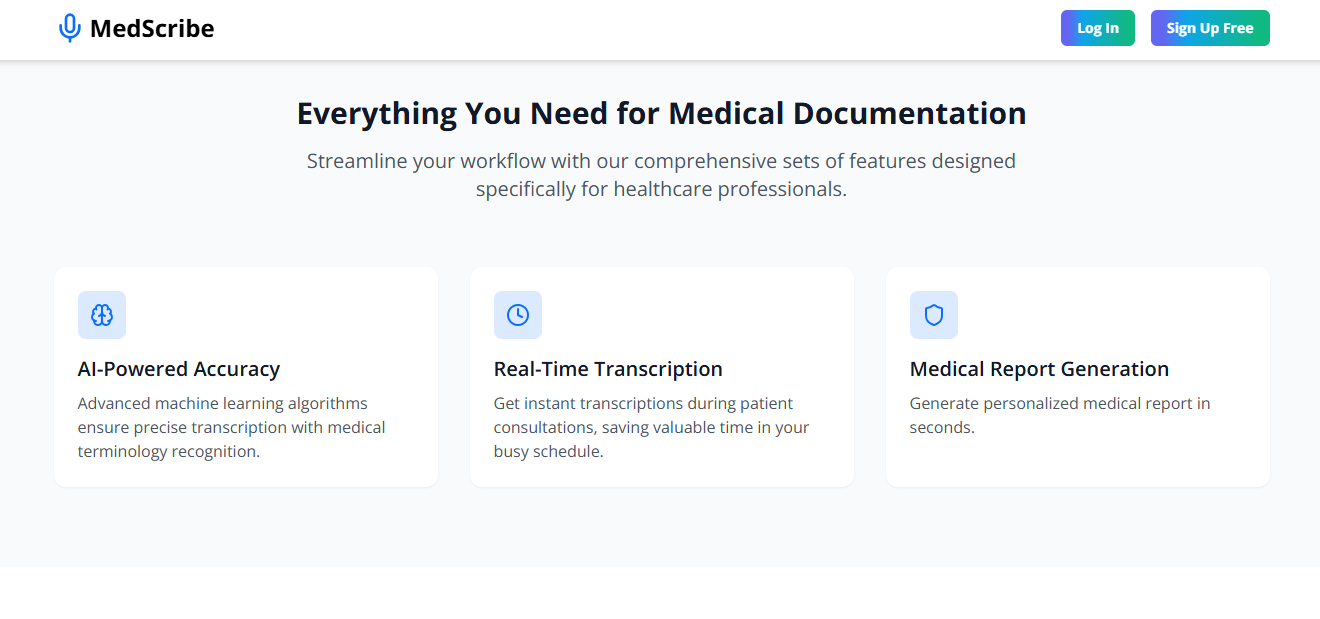 MedScribe
Log In
Sign Up Free
Everything You Need for Medical Documentation
Streamline your workflow with our comprehensive sets of features designed
specifically for healthcare professionals.
AI-Powered Accuracy
Advanced machine learning algorithms
ensure precise transcription with medical
terminology recognition.
Real-Time Transcription
Get instant transcriptions during patient
consultations, saving valuable time in your
busy schedule.
Medical Report Generation
Generate personalized medical report in
seconds.